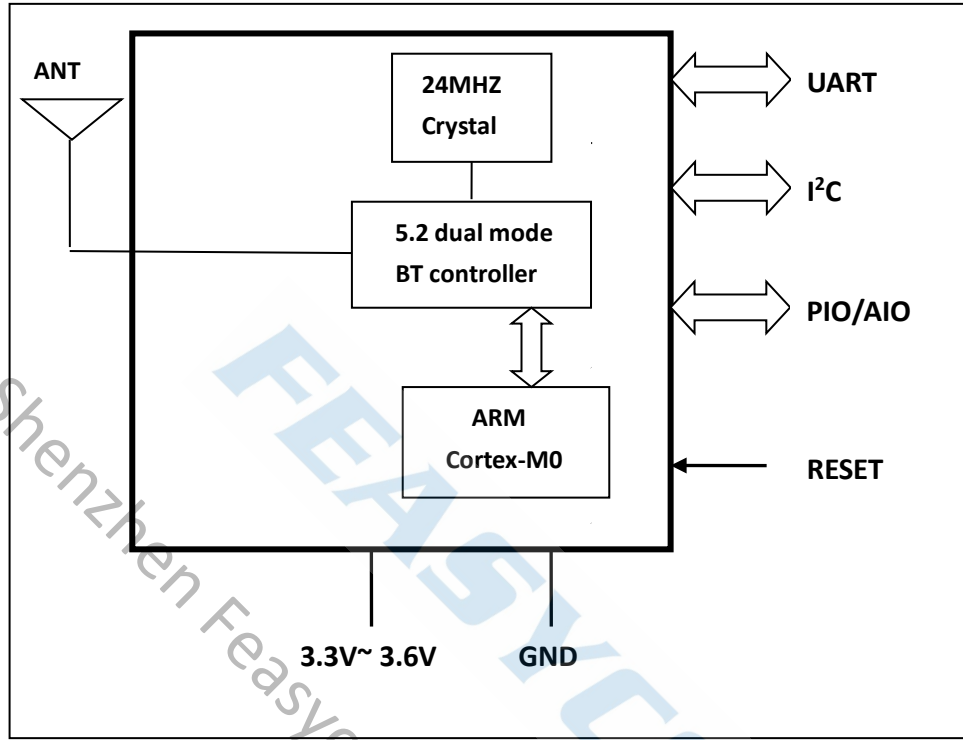 ANT
24MHZ
Crystal
UART
I²C
5.2 dual mode
BT controller
PIO/AIO
ARM
Cortex-M0
RESET
3.3V~ 3.6V
GND
Shenzhen Feasyc
FEASYC